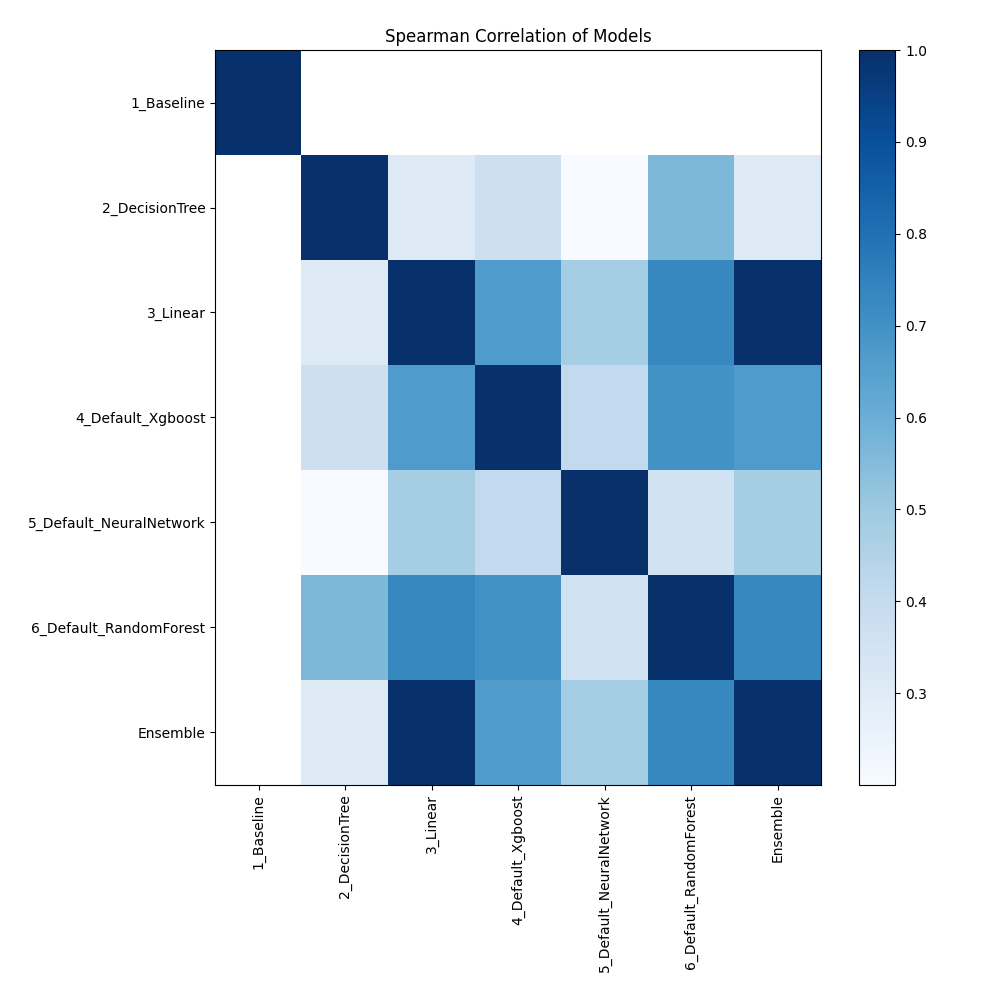 Spearman Correlation of Models
1_Baseline
2_DecisionTree
3_Linear
4_Default_Xgboost
5_Default_NeuralNetwork
6_Default_RandomForest
Ensemble
1_Baseline
2_DecisionTree
3_Linear
4_Default_Xgboost
5_Default_NeuralNetwork
6_Default_RandomForest
Ensemble
1.0
0.9
0.8
0.7
0.6
0.5
0.4
0.3